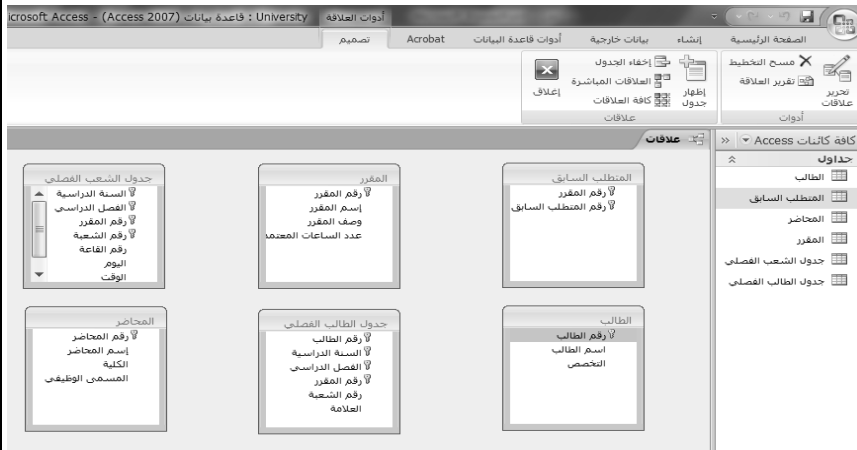 أدوات العلاقة University : قاعدة بيانات (Access 2007) - icrosoft Access
الصفحة الرئيسية إنشاء بيانات خارجية أدوات قاعدة البيانات Acrobat تصميم
تحرير علاقات
مسح التخطيط
تقرير العلاقة
أدوات
إظهار جدول
إخفاء الجدول
العلاقات المباشرة
كافة العلاقات
علاقات
إغلاق
كافة كائنات Access
«
جداول
الطالب
المتطلب السابق
المحاضر
المقرر
جدول الشعب الفصلي
جدول الطالب الفصلي
علاقات
المتطلب السابق
رقم المقرر
رقم المتطلب السابق
المقرر
رقم المقرر
إسم المقرر
وصف المقرر
عدد الساعات المعتمد
جدول الشعب الفصلي
السنة الدراسية
الفصل الدراسي
رقم المقرر
رقم الشعبة
رقم القاعة
اليوم
الوقت
الطالب
رقم الطالب
اسم الطالب
التخصص
جدول الطالب الفصلي
رقم الطالب
السنة الدراسية
الفصل الدراسي
رقم المقرر
رقم الشعبة
العلامة
المحاضر
رقم المحاضر
إسم المحاضر
الكلية
المسمى الوظيفي